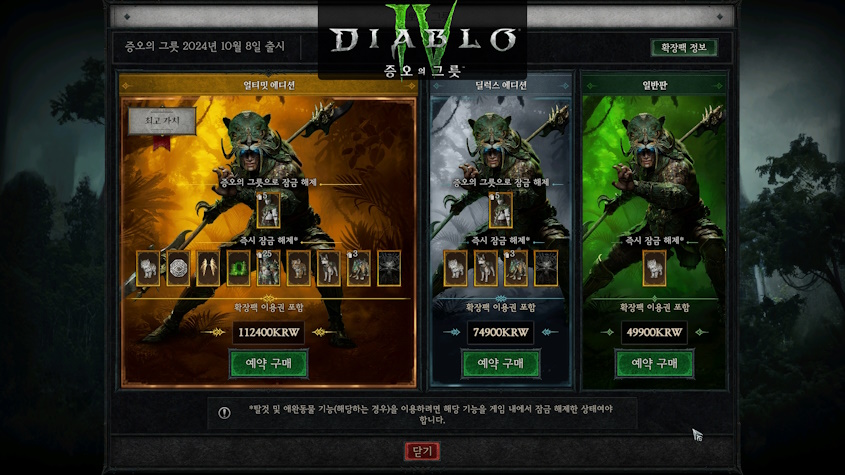 DIABLO
IV
증오의 그릇™
증오의 그릇 2024년 10월 8일 출시
확장팩 정보
얼티밋 에디션
최고 가치
증오의 그릇으로 잠금 해제
5
즉시 잠금 해제*
25
3
확장팩 이용권 포함
112400KRW
예약 구매
딜럭스 에디션
증오의 그릇으로 잠금 해제
5
즉시 잠금 해제*
3
확장팩 이용권 포함
74900KRW
예약 구매
일반판
즉시 잠금 해제*
확장팩 이용권 포함
49900KRW
예약 구매
*탈것 및 애완동물 기능(해당하는 경우)을 이용하려면 해당 기능을 게임 내에서 잠금 해제한 상태여야
합니다.
닫기